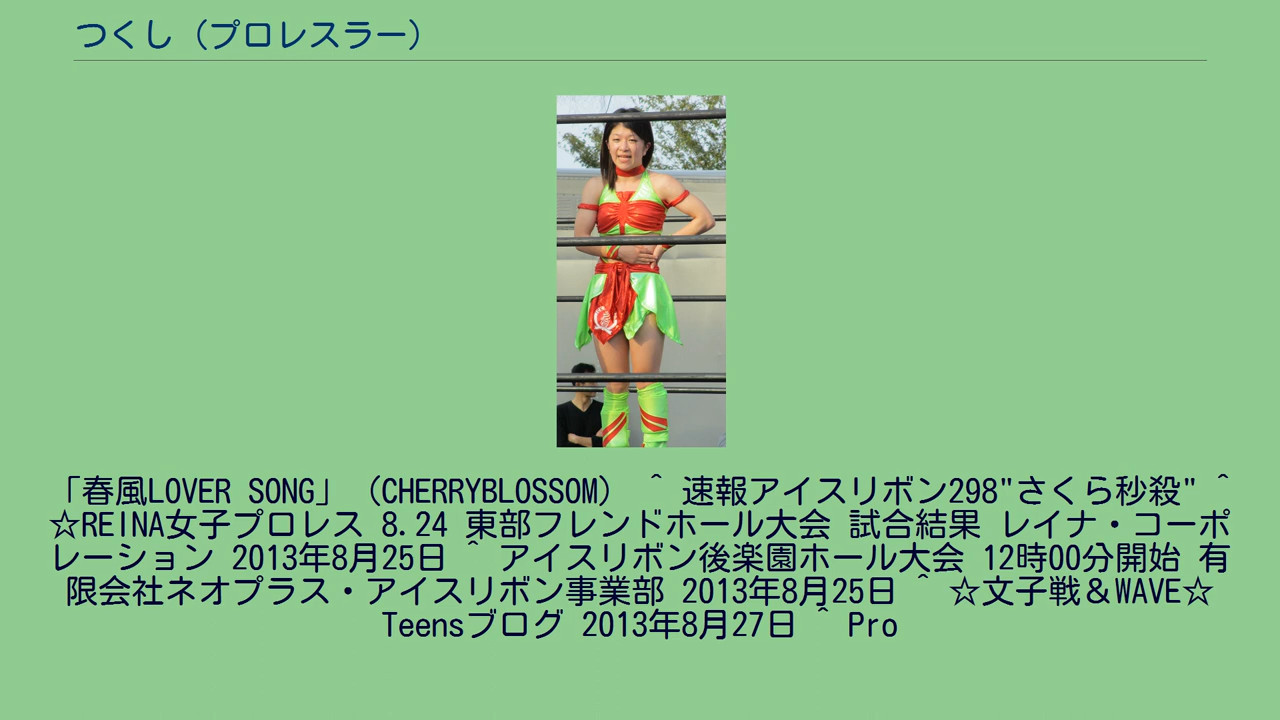 つくし（プロレスラー）
「春風LOVER SONG」（CHERRYBLOSSOM） ^ 速報アイスリボン298"さくら秒殺" ^
☆REINA女子プロレス 8.24 東部フレンドホール大会 試合結果 レイナ・コーポ
レーション 2013年8月25日 ^ アイスリボン後楽園ホール大会 12時00分開始 有
限会社ネオプラス・アイスリボン事業部 2013年8月25日 ^ ☆文子戦＆WAVE☆
Teensブログ 2013年8月27日 ^ Pro